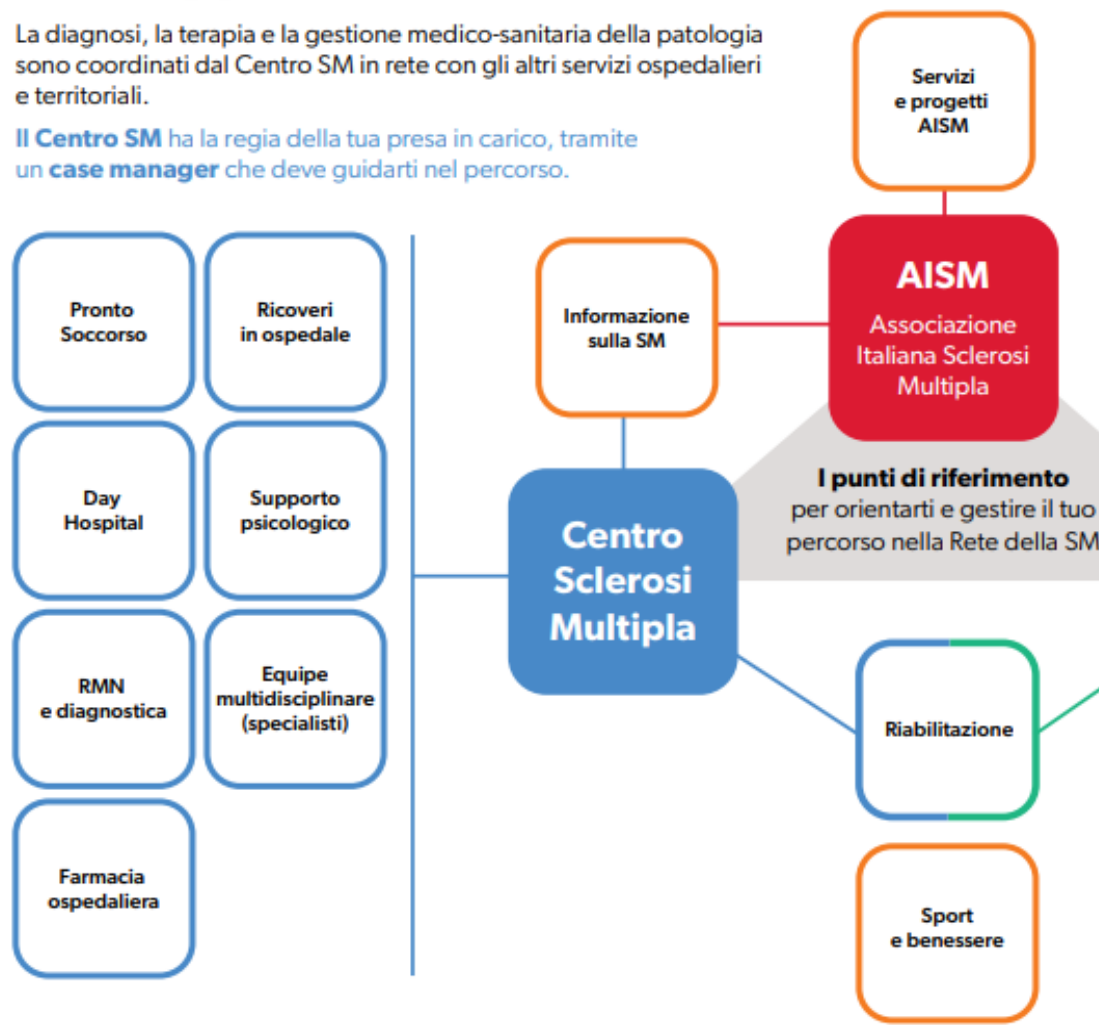 La diagnosi, la terapia e la gestione medico-sanitaria della patologia
sono coordinati dal Centro SM in rete con gli altri servizi ospedalieri
e territoriali.
Il Centro SM ha la regia della tua presa in carico, tramite
un case manager che deve guidarti nel percorso.
Servizi
e progetti
AISM
AISM
Associazione
Italiana Sclerosi
Multipla
Informazione
sulla SM
Pronto
Soccorso
Ricoveri
in ospedale
Day
Hospital
Supporto
psicologico
RMN
e diagnostica
Equipe
multidisciplinare
(specialisti)
Farmacia
ospedaliera
Centro
Sclerosi
Multipla
I punti di riferimento
per orientarti e gestire il tuo
percorso nella Rete della SM
Riabilitazione
Sport
e benessere